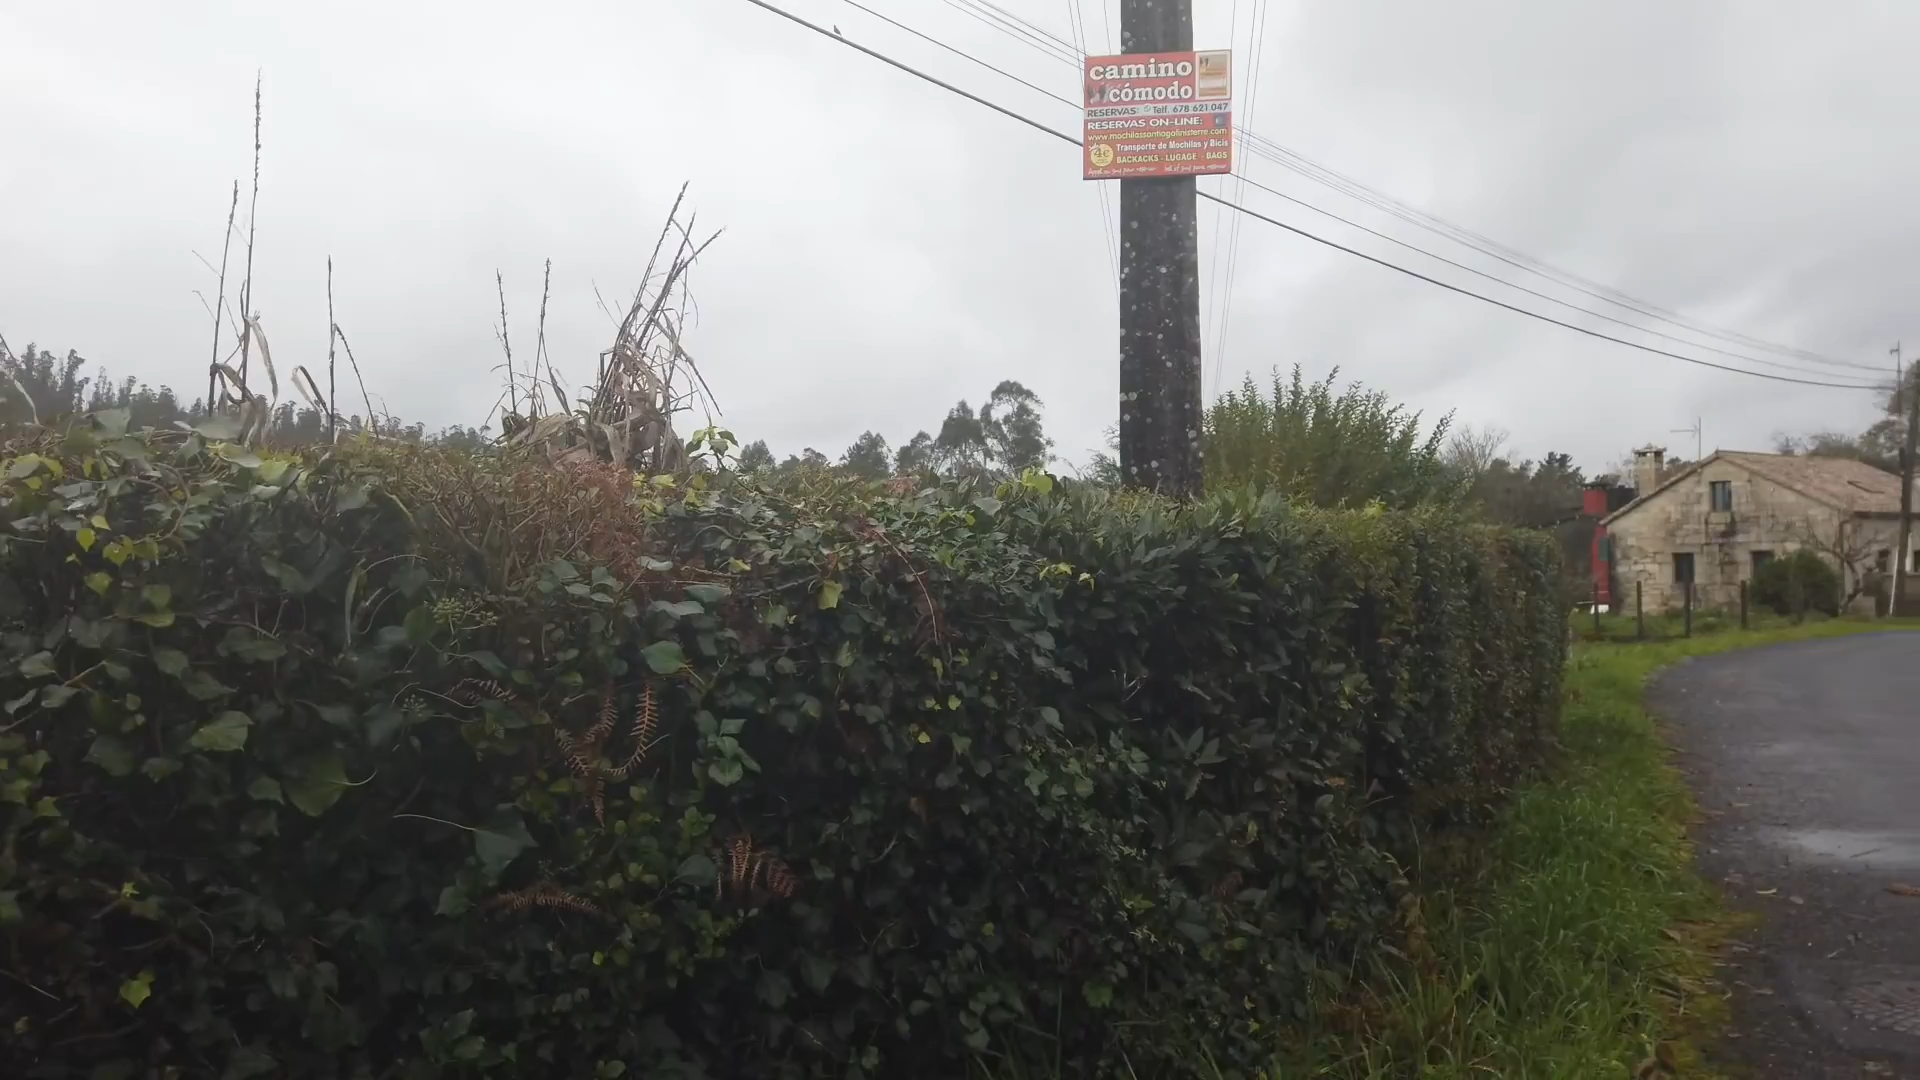 camino
cómodo
RESERVAS: Telf. 678 621 047
RESERVAS ON-LINE:
www.mochilassantiagofinisterre.com
4€ Transporte de Mochilas y Bicis
BACKACKS - LUGAGE - BAGS